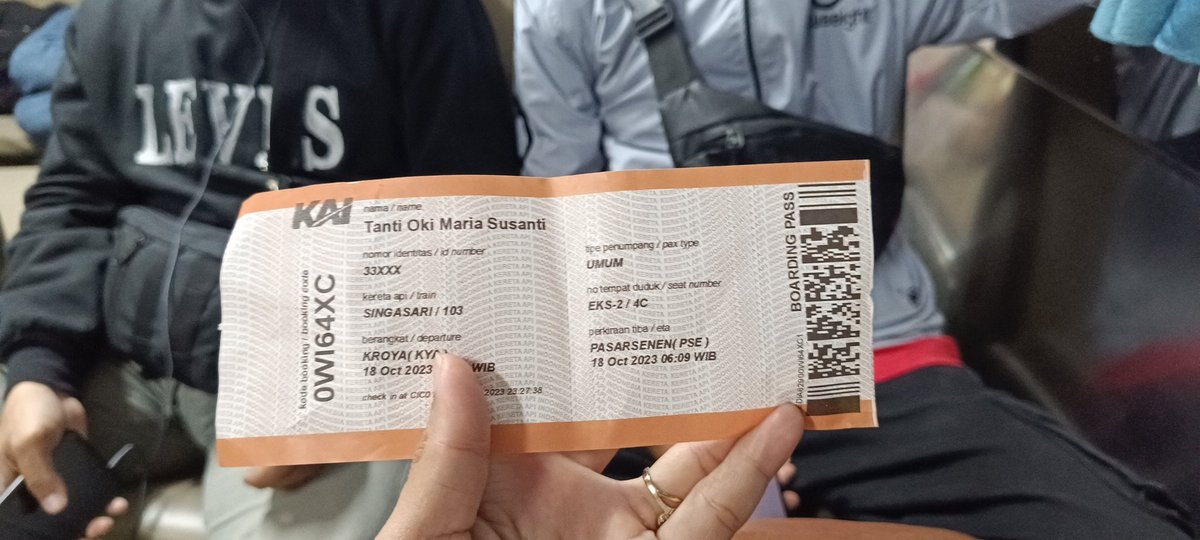 LEVI'S
KAI
nama / name
Tanti Oki Maria Susanti
nomor identitas / id number
33XXX
kereta api / train
SINGASARI / 103
berangkat / departure
KROYA( KYA
18 Oct 2023 WIB
check in at CICO 2023 23:27:38
tipe penumpang / pax type
UMUM
no tempat duduk / seat number
EKS-2 / 4C
perkiraan tiba / eta
PASARSENEN( PSE )
18 Oct 2023 06:09 WIB
kode booking / booking code
0WI64XC
BOARDING PASS